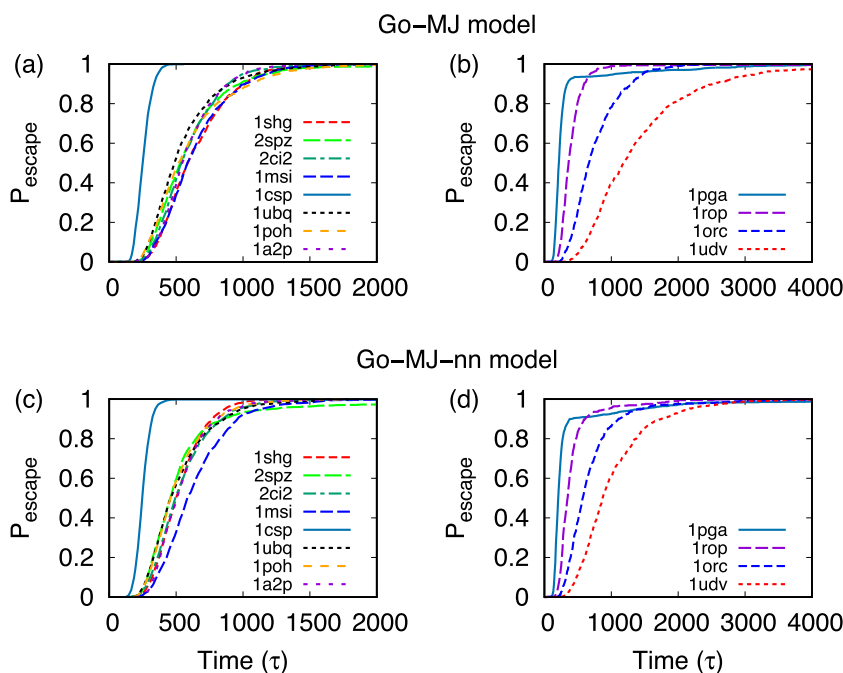 Go−MJ model
(a)
P_escape
1
0.8
0.6
0.4
0.2
0
1shg
2spz
2ci2
1msi
1csp
1ubq
1poh
1a2p
0 500 1000 1500 2000
(b)
P_escape
1
0.8
0.6
0.4
0.2
0
1pga
1rop
1orc
1udv
0 1000 2000 3000 4000
Go−MJ−nn model
(c)
P_escape
1
0.8
0.6
0.4
0.2
0
1shg
2spz
2ci2
1msi
1csp
1ubq
1poh
1a2p
0 500 1000 1500 2000
Time (τ)
(d)
P_escape
1
0.8
0.6
0.4
0.2
0
1pga
1rop
1orc
1udv
0 1000 2000 3000 4000
Time (τ)